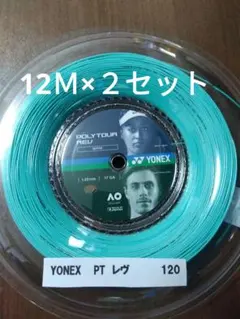 12M×２セット
POLYTOUR
REV
YONEX
AO
YONEX PT レヴ 120